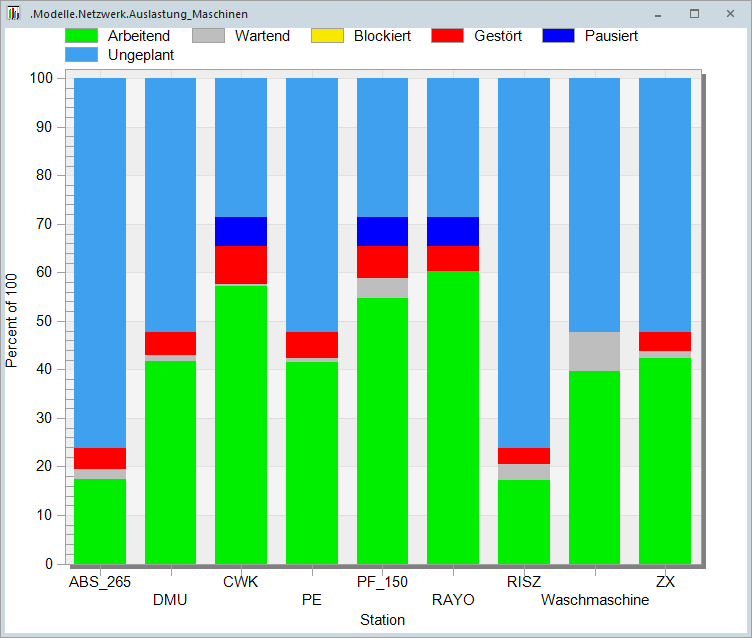 .Modelle.Netzwerk.Auslastung_Maschinen
Arbeitend Wartend Blockiert Gestört Pausiert
Ungeplant
100
90
80
70
60
50
40
30
20
10
0
Percent of 100
ABS_265 CWK PF_150 RISZ ZX
DMU PE RAYO Waschmaschine
Station